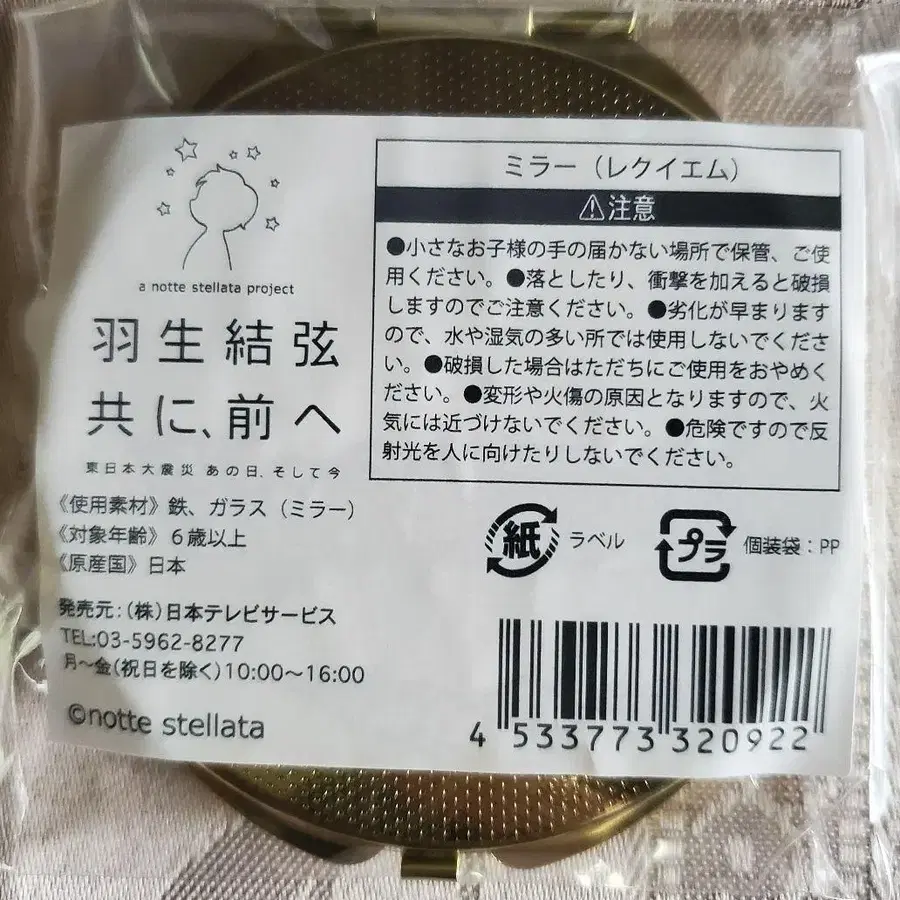 a notte stellata project
羽生結弦
共に、前へ
東日本大震災 あの日、そして今
《使用素材》鉄、ガラス（ミラー）
《対象年齢》６歳以上
《原産国》日本
発売元：（株）日本テレビサービス
TEL:03-5962-8277
月～金（祝日を除く）10:00～16:00
©notte stellata
ミラー（レクイエム）
⚠注意
●小さなお子様の手の届かない場所で保管、ご使
用ください。●落としたり、衝撃を加えると破損
しますのでご注意ください。●劣化が早まります
ので、水や湿気の多い所では使用しないでくださ
い。●破損した場合はただちにご使用をおやめく
ださい。●変形や火傷の原因となりますので、火
気には近づけないでください。●危険ですので反
射光を人に向けたりしないでください。
紙 ラベル
プラ 個装袋：PP
4 533773 320922